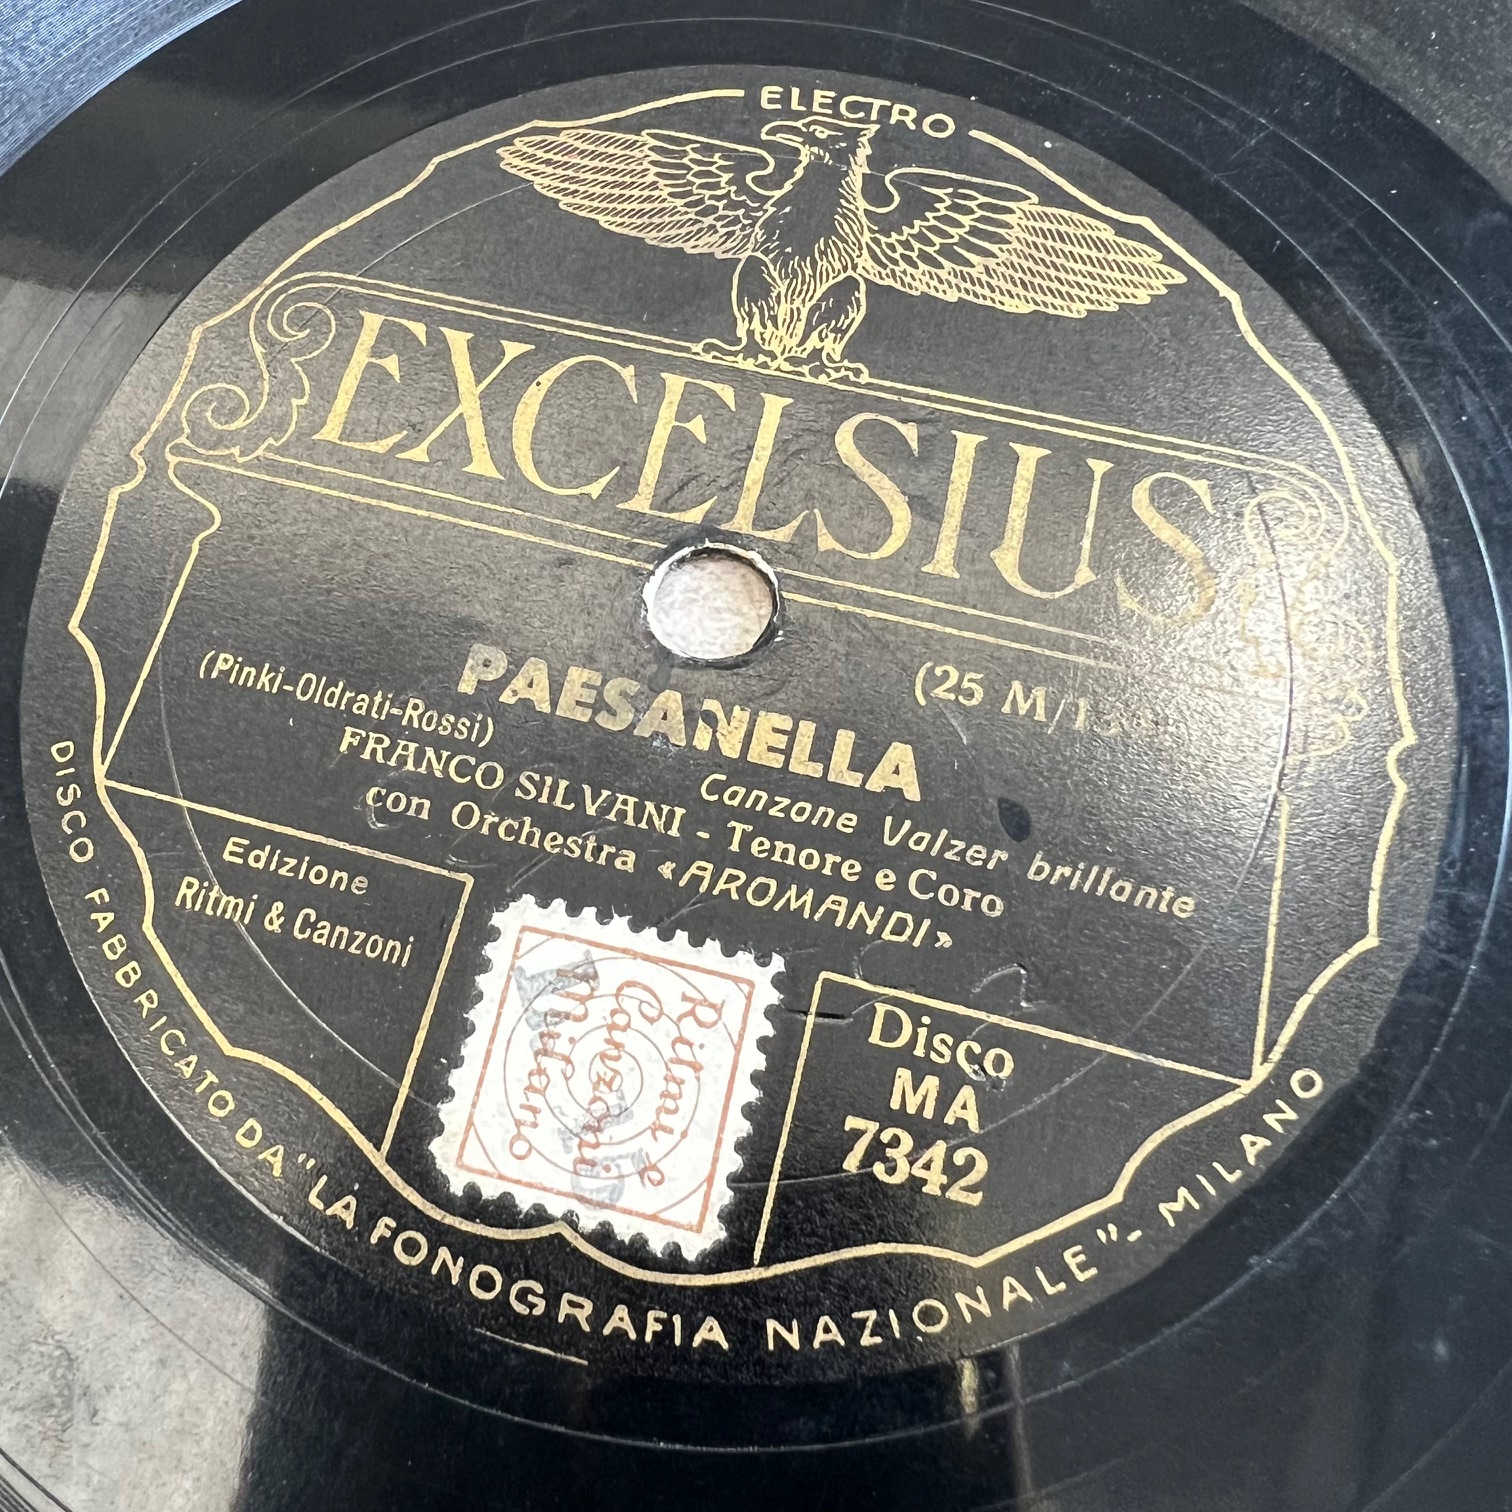 ELECTRO
EXCELSIUS
(25 M/
PAESANELLA
(Pinki-Oldrati-Rossi)
Canzone Valzer brillante
FRANCO SILVANI - Tenore e Coro
con Orchestra «AROMANDI»
Edizione
Ritmi & Canzoni
Ritmi e
Canzoni
Milano
Disco
MA
7342
DISCO FABBRICATO DA "LA FONOGRAFIA NAZIONALE" - MILANO